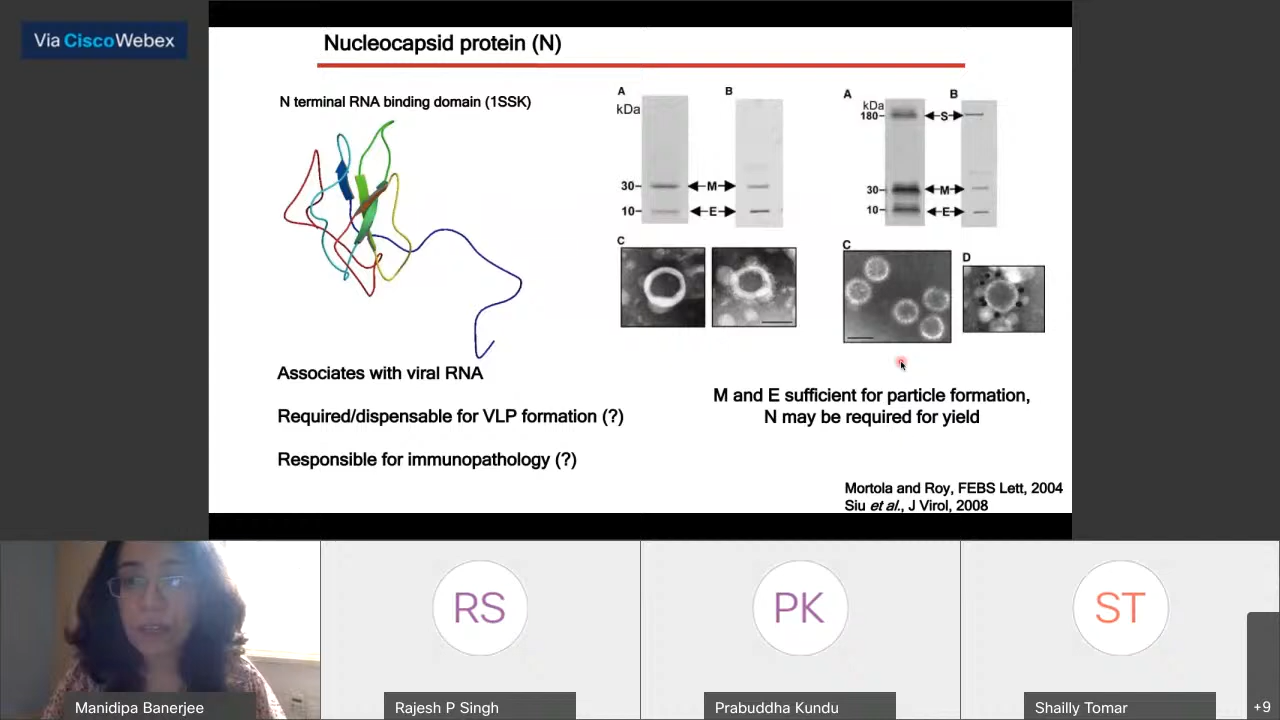 Via Cisco Webex
Nucleocapsid protein (N)
N terminal RNA binding domain (1SSK)
A
B
kDa
30
M
10
E
C
A
B
kDa
180
S
30
M
10
E
C
D
Associates with viral RNA
Required/dispensable for VLP formation (?)
Responsible for immunopathology (?)
M and E sufficient for particle formation,
N may be required for yield
Mortola and Roy, FEBS Lett, 2004
Siu et al., J Virol, 2008
RS
PK
ST
Manidipa Banerjee
Rajesh P Singh
Prabuddha Kundu
Shailly Tomar
+9